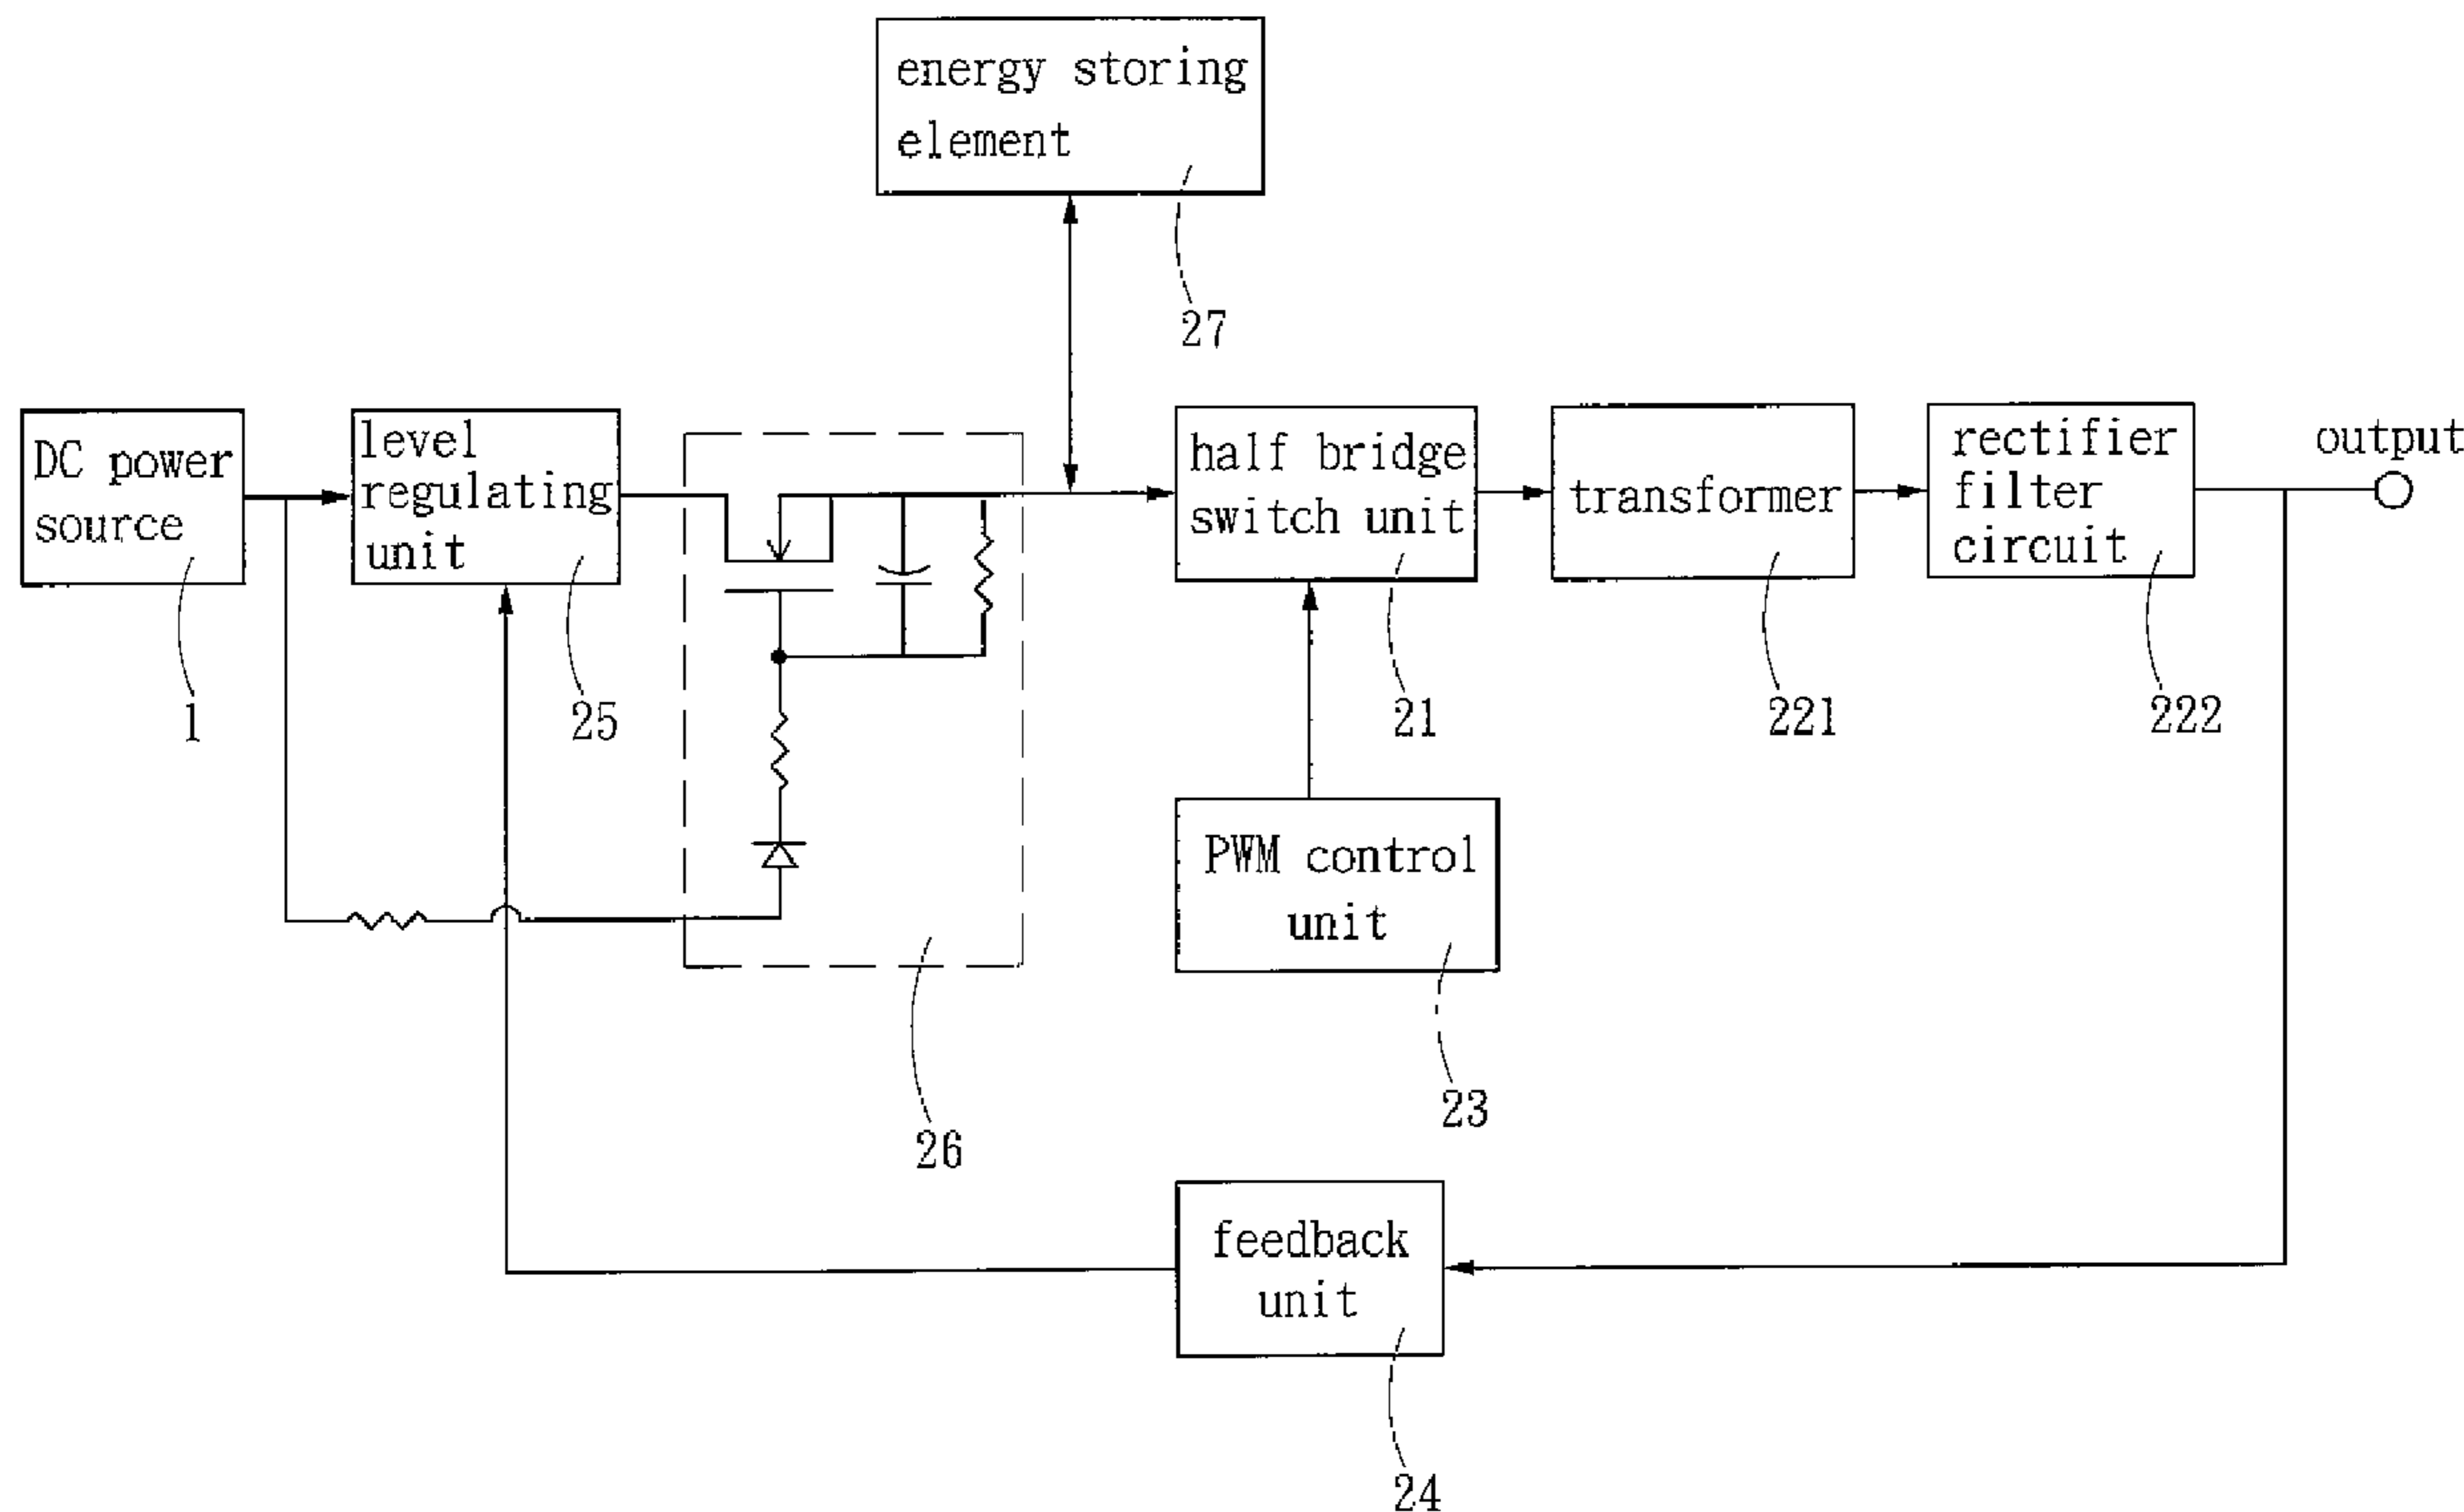 energy storing
element
27
DC power
source
1
level
regulating
unit
25
half bridge
switch unit
21
transformer
221
rectifier
filter
circuit
222
output
PWM control
unit
23
26
feedback
unit
24